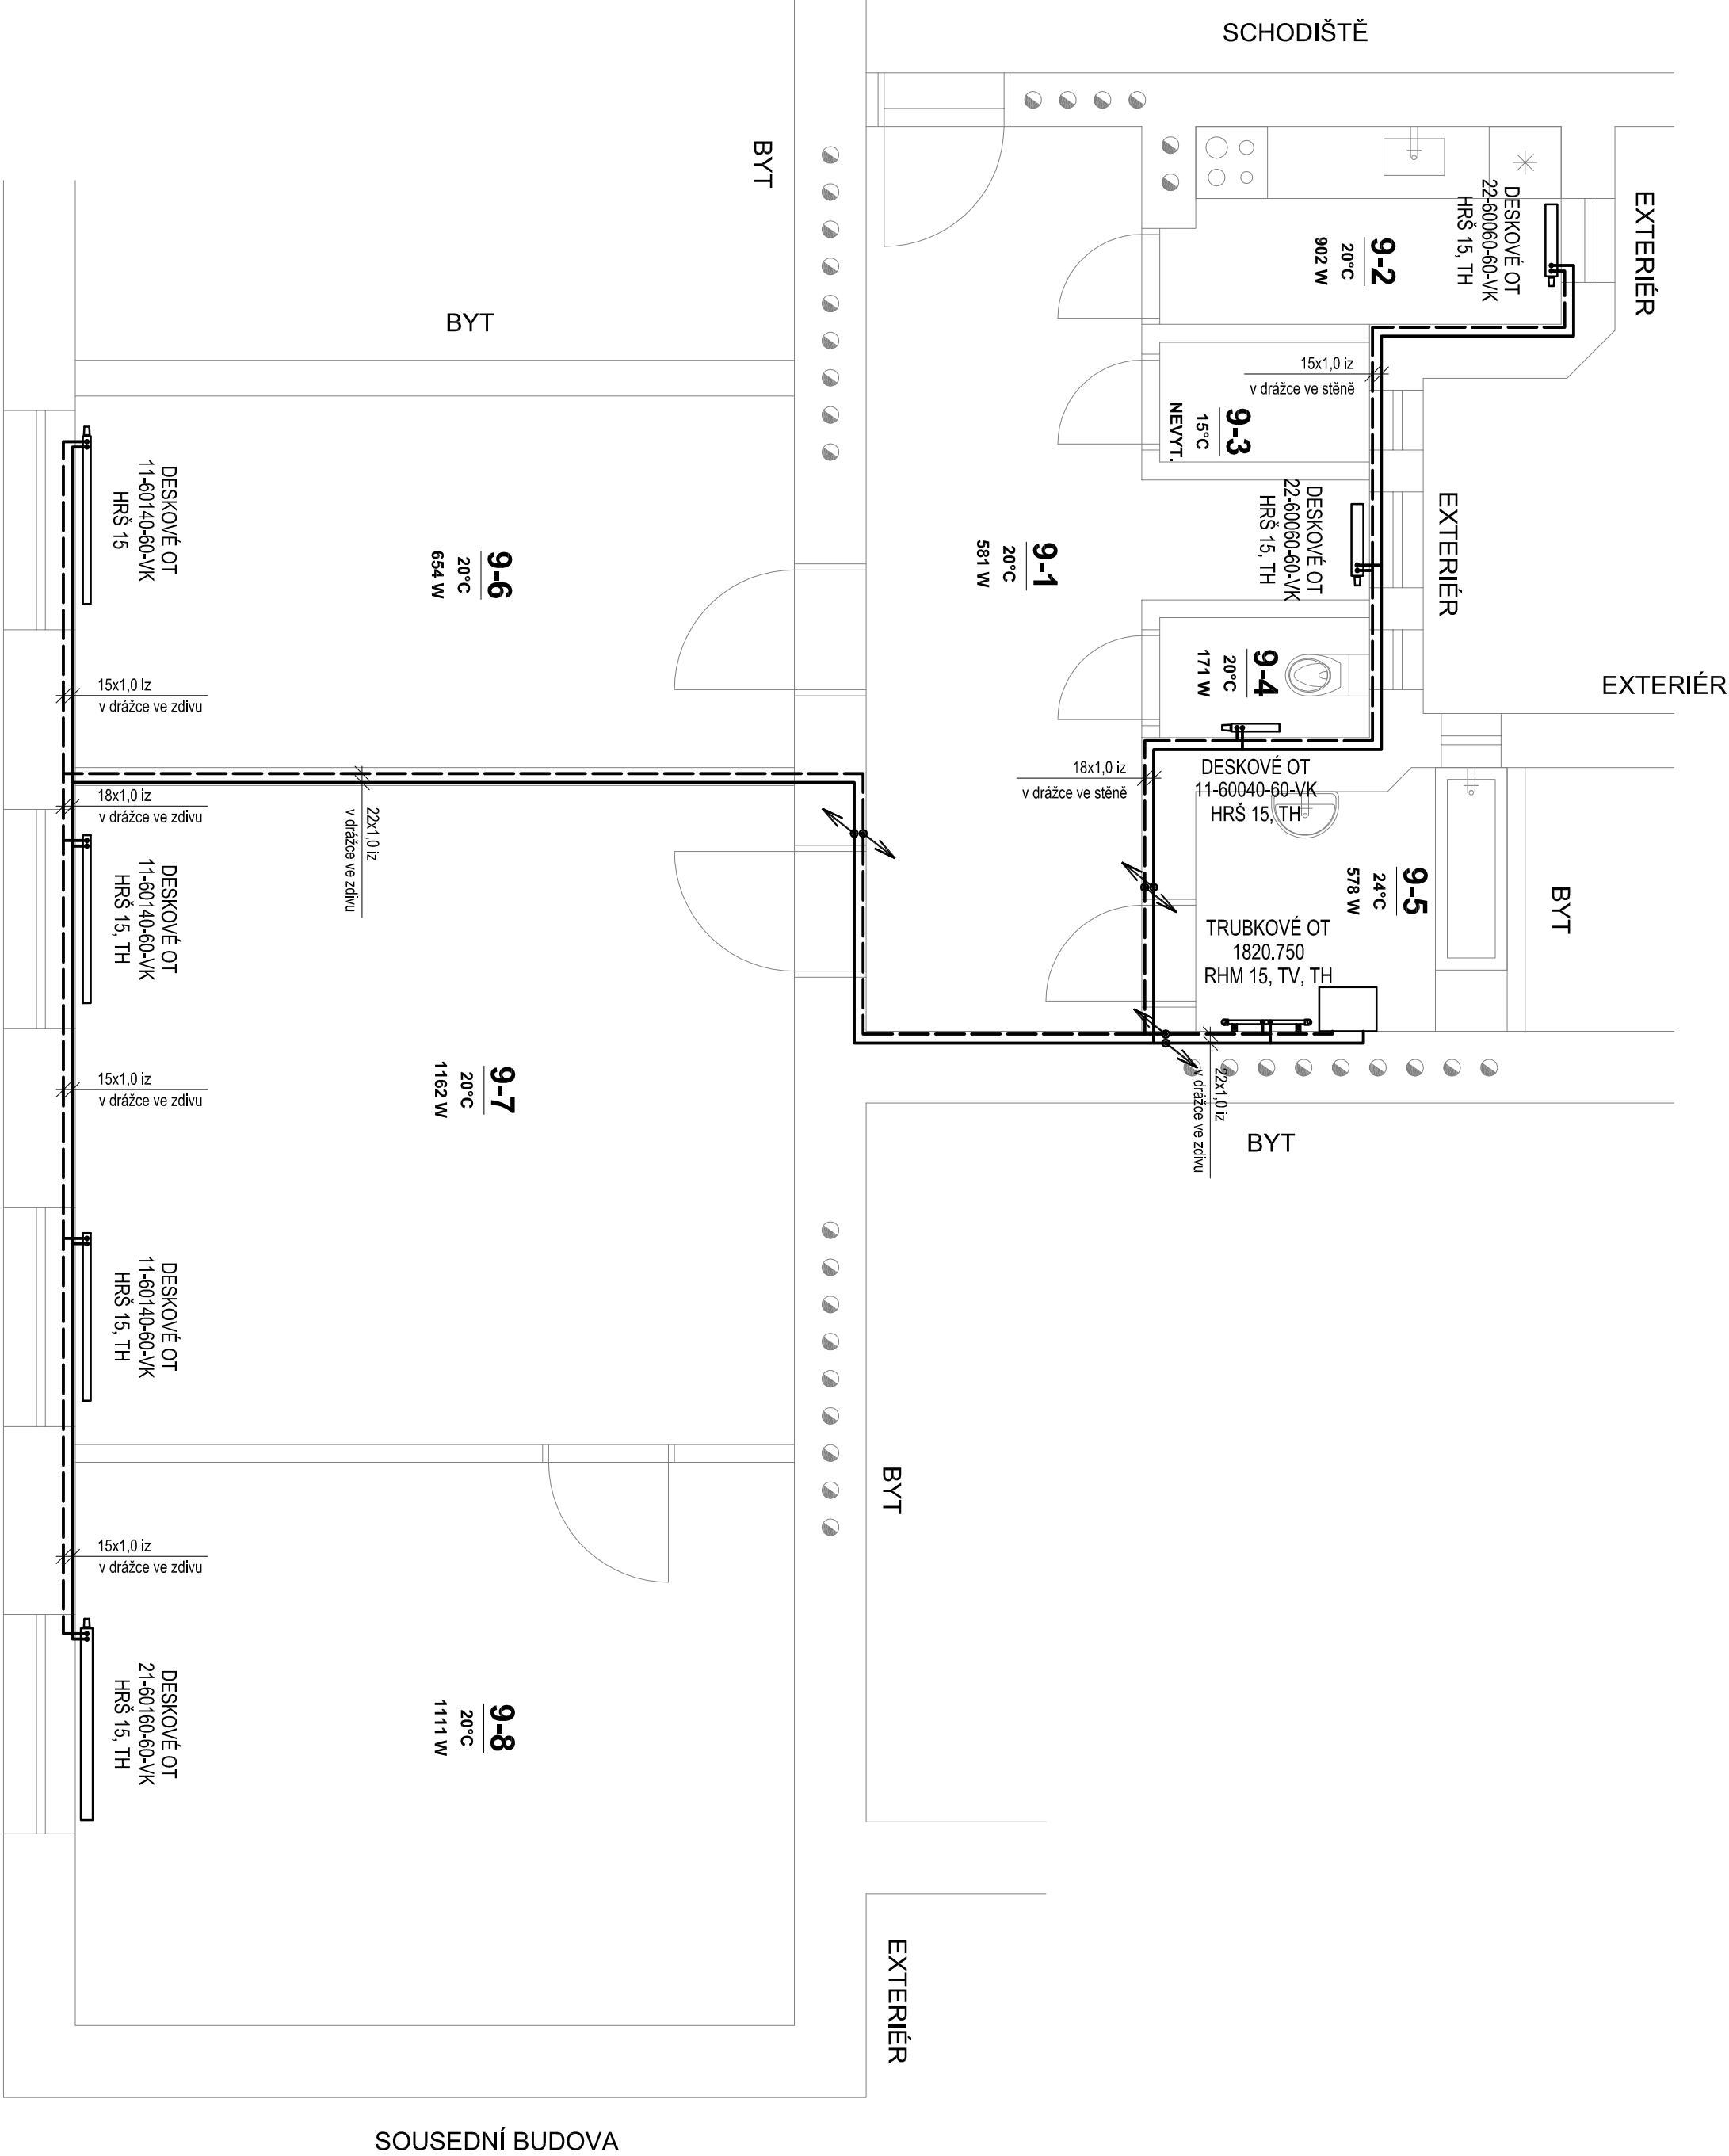 SCHODIŠTĚ
BYT
EXTERIÉR
DESKOVÉ OT
22-60060-60-VK
HRŠ 15, TH
9-2
20°C
902 W
BYT
15x1,0 iz
v drážce ve stěně
9-3
15°C
NEVYT.
EXTERIÉR
DESKOVÉ OT
22-60060-60-VK
HRŠ 15, TH
9-1
20°C
581 W
DESKOVÉ OT
11-60140-60-VK
HRŠ 15
9-6
20°C
654 W
9-4
20°C
171 W
EXTERIÉR
15x1,0 iz
v drážce ve zdivu
18x1,0 iz
v drážce ve stěně
DESKOVÉ OT
11-60040-60-VK
HRŠ 15, TH
18x1,0 iz
v drážce ve zdivu
22x1,0 iz
v drážce ve zdivu
DESKOVÉ OT
11-60140-60-VK
HRŠ 15, TH
9-5
24°C
578 W
BYT
TRUBKOVÉ OT
1820.750
RHM 15, TV, TH
15x1,0 iz
v drážce ve zdivu
9-7
20°C
1162 W
22x1,0 iz
v drážce ve zdivu
BYT
DESKOVÉ OT
11-60140-60-VK
HRŠ 15, TH
BYT
15x1,0 iz
v drážce ve zdivu
DESKOVÉ OT
21-60160-60-VK
HRŠ 15, TH
9-8
20°C
1111 W
EXTERIÉR
SOUSEDNÍ BUDOVA